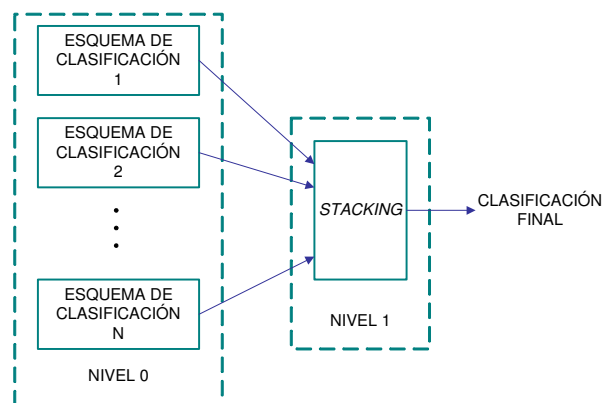 ESQUEMA DE
CLASIFICACIÓN
1
ESQUEMA DE
CLASIFICACIÓN
2
ESQUEMA DE
CLASIFICACIÓN
N
NIVEL 0
STACKING
NIVEL 1
CLASIFICACIÓN
FINAL